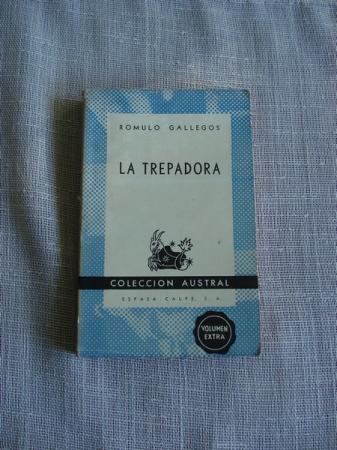 ROMULO GALLEGOS
LA TREPADORA
COLECCION AUSTRAL
ESPASA-CALPE, S. A.
VOLUMEN
EXTRA